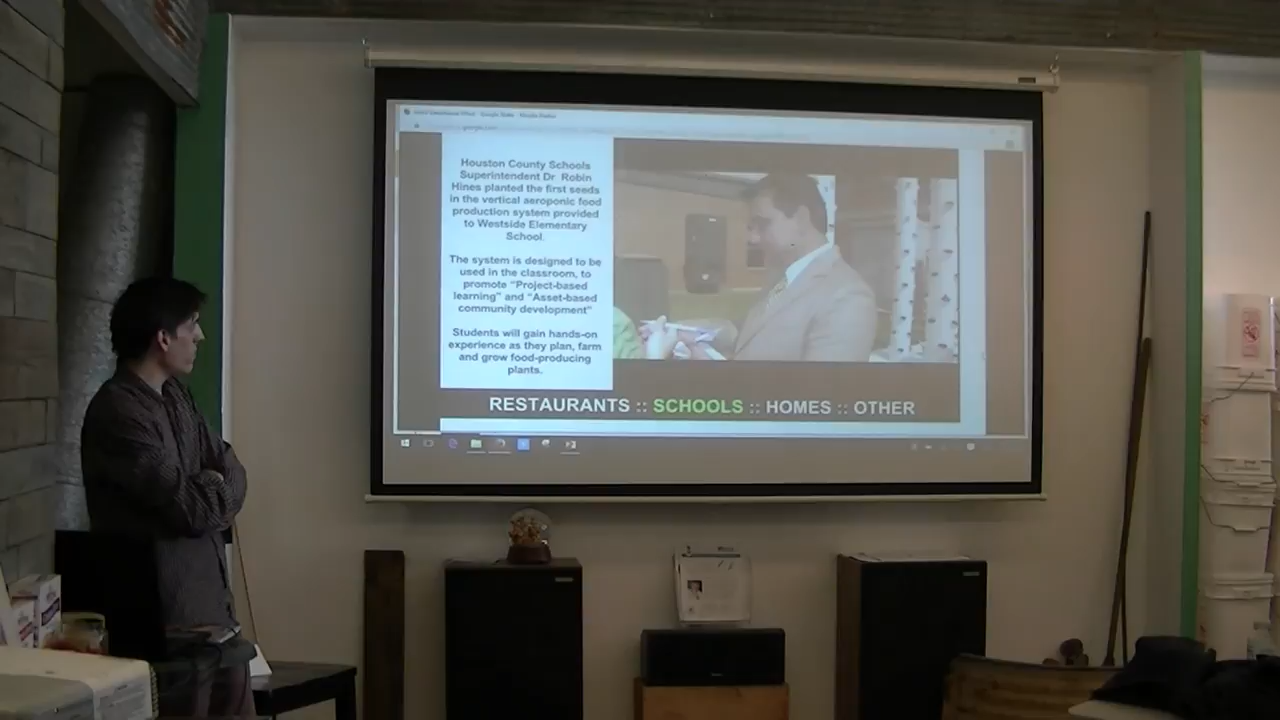 Houston County Schools
Superintendent Dr Robin
Hines planted the first seeds
in the vertical aeroponic food
production system provided
to Westside Elementary
School.
The system is designed to be
used in the classroom, to
promote "Project-based
learning" and "Asset-based
community development"
Students will gain hands-on
experience as they plan, farm
and grow food-producing
plants.
RESTAURANTS :: SCHOOLS :: HOMES :: OTHER